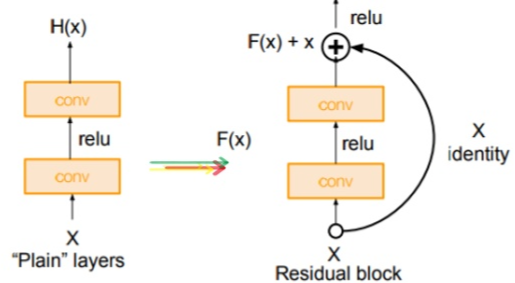 H(x)
conv
relu
conv
X
"Plain" layers
F(x)
relu
F(x) + x
conv
relu
conv
X
Residual block
X
identity